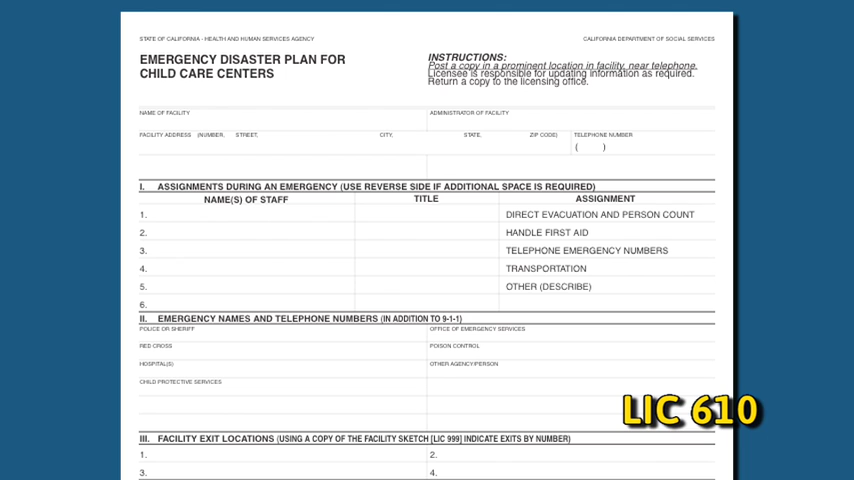 STATE OF CALIFORNIA - HEALTH AND HUMAN SERVICES AGENCY CALIFORNIA DEPARTMENT OF SOCIAL SERVICES
EMERGENCY DISASTER PLAN FOR
CHILD CARE CENTERS
INSTRUCTIONS:
Post a copy in a prominent location in facility, near telephone.
Licensee is responsible for updating information as required.
Return a copy to the licensing office.
NAME OF FACILITY ADMINISTRATOR OF FACILITY
FACILITY ADDRESS (NUMBER, STREET, CITY, STATE, ZIP CODE) TELEPHONE NUMBER
( )
I. ASSIGNMENTS DURING AN EMERGENCY (USE REVERSE SIDE IF ADDITIONAL SPACE IS REQUIRED)
NAME(S) OF STAFF TITLE ASSIGNMENT
1. DIRECT EVACUATION AND PERSON COUNT
2. HANDLE FIRST AID
3. TELEPHONE EMERGENCY NUMBERS
4. TRANSPORTATION
5. OTHER (DESCRIBE)
6.
II. EMERGENCY NAMES AND TELEPHONE NUMBERS (IN ADDITION TO 9-1-1)
POLICE OR SHERIFF OFFICE OF EMERGENCY SERVICES
RED CROSS POISON CONTROL
HOSPITAL(S) OTHER AGENCY/PERSON
CHILD PROTECTIVE SERVICES
LIC 610
III. FACILITY EXIT LOCATIONS (USING A COPY OF THE FACILITY SKETCH [LIC 999] INDICATE EXITS BY NUMBER)
1. 2.
3. 4.